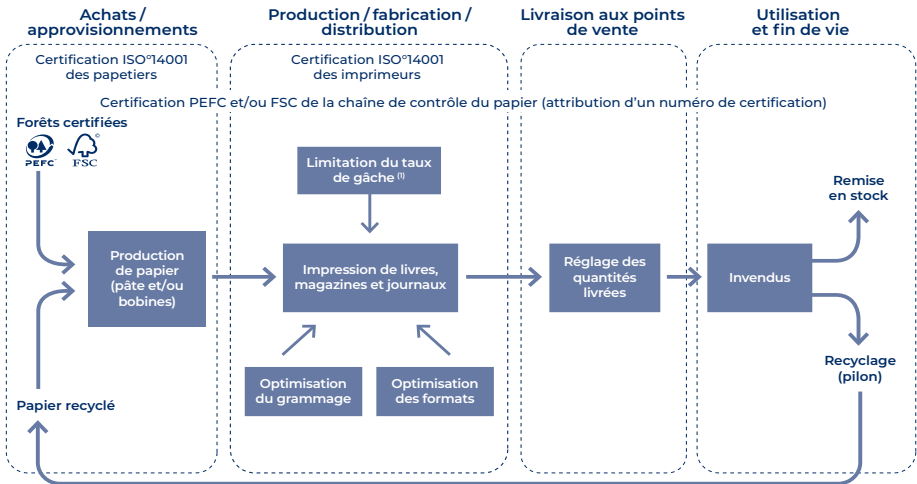 Achats /
approvisionnements
Production / fabrication /
distribution
Livraison aux points
de vente
Utilisation
et fin de vie
Certification ISO°14001
des papetiers
Certification ISO°14001
des imprimeurs
Certification PEFC et/ou FSC de la chaîne de contrôle du papier (attribution d'un numéro de certification)
Forêts certifiées
PEFC
FSC
©
Limitation du taux
de gâche (1)
Remise
en stock
Production
de papier
(pâte et/ou
bobines)
Impression de livres,
magazines et journaux
Réglage des
quantités
livrées
Invendus
Optimisation
du grammage
Optimisation
des formats
Recyclage
(pilon)
Papier recyclé